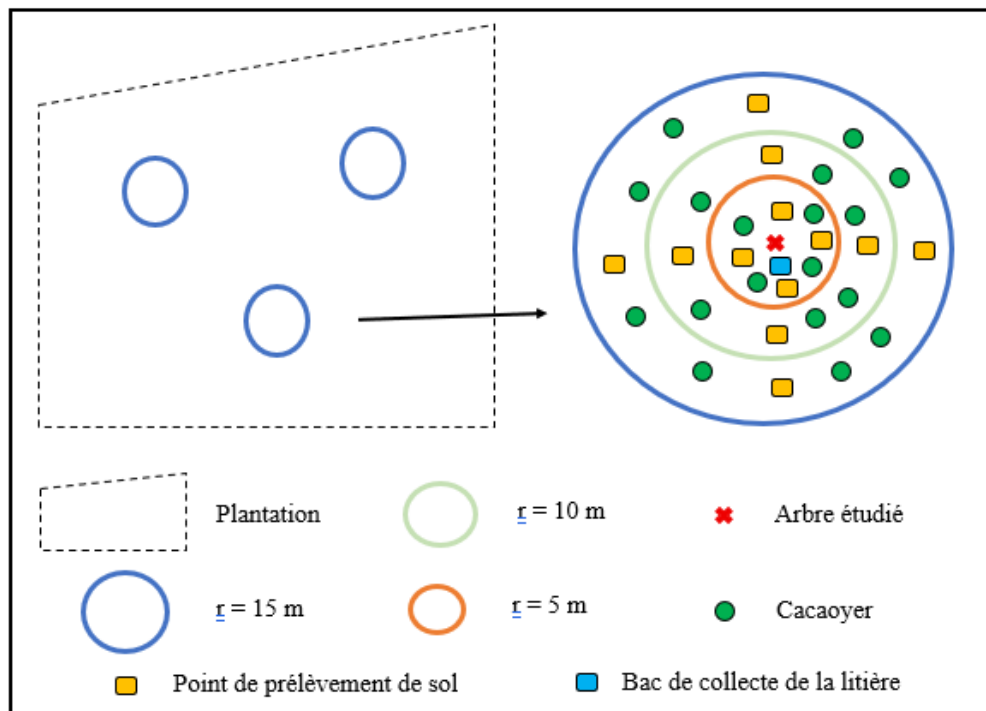 Plantation
r = 10 m
Arbre étudié
r = 15 m
r = 5 m
Cacaoyer
Point de prélèvement de sol
Bac de collecte de la litière